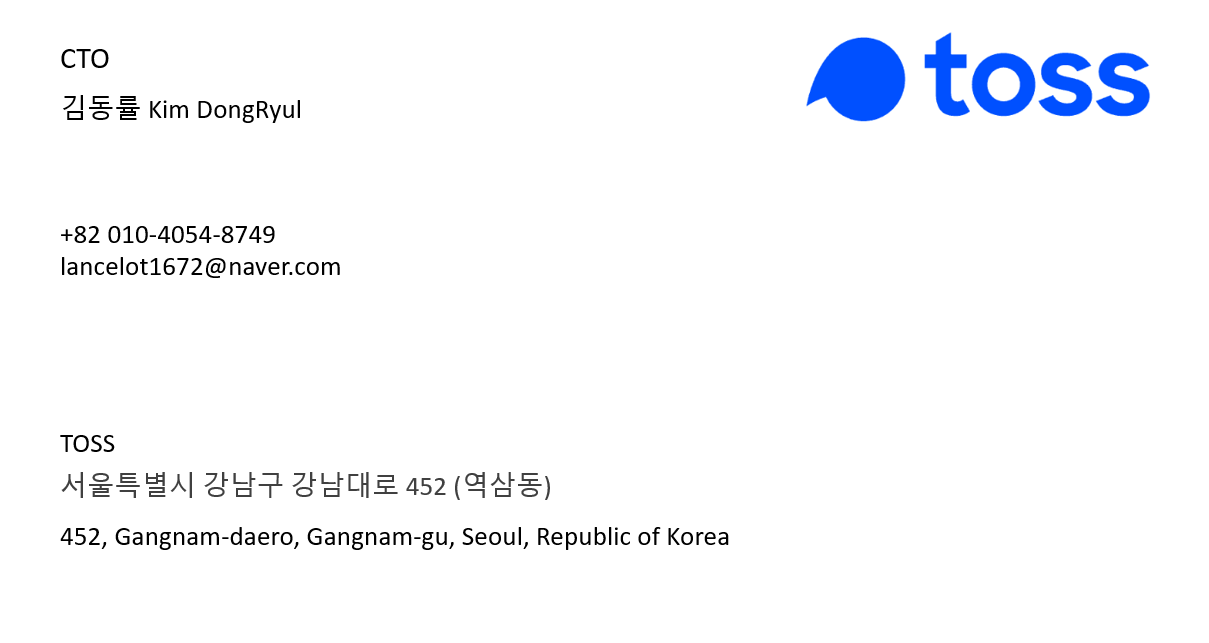 CTO
toss
김동률 Kim DongRyul
+82 010-4054-8749
lancelot1672@naver.com
TOSS
서울특별시 강남구 강남대로 452 (역삼동)
452, Gangnam-daero, Gangnam-gu, Seoul, Republic of Korea